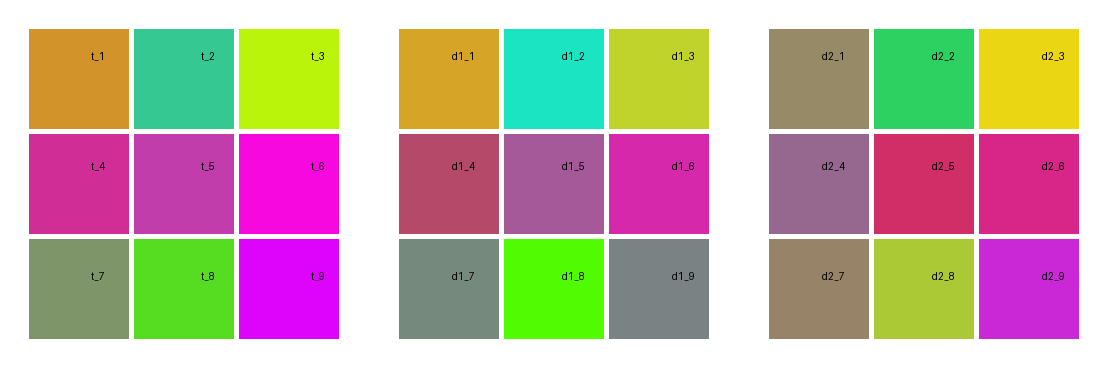 t_1 t_2 t_3 d1_1 d1_2 d1_3 d2_1 d2_2 d2_3
t_4 t_5 t_6 d1_4 d1_5 d1_6 d2_4 d2_5 d2_6
t_7 t_8 t_9 d1_7 d1_8 d1_9 d2_7 d2_8 d2_9